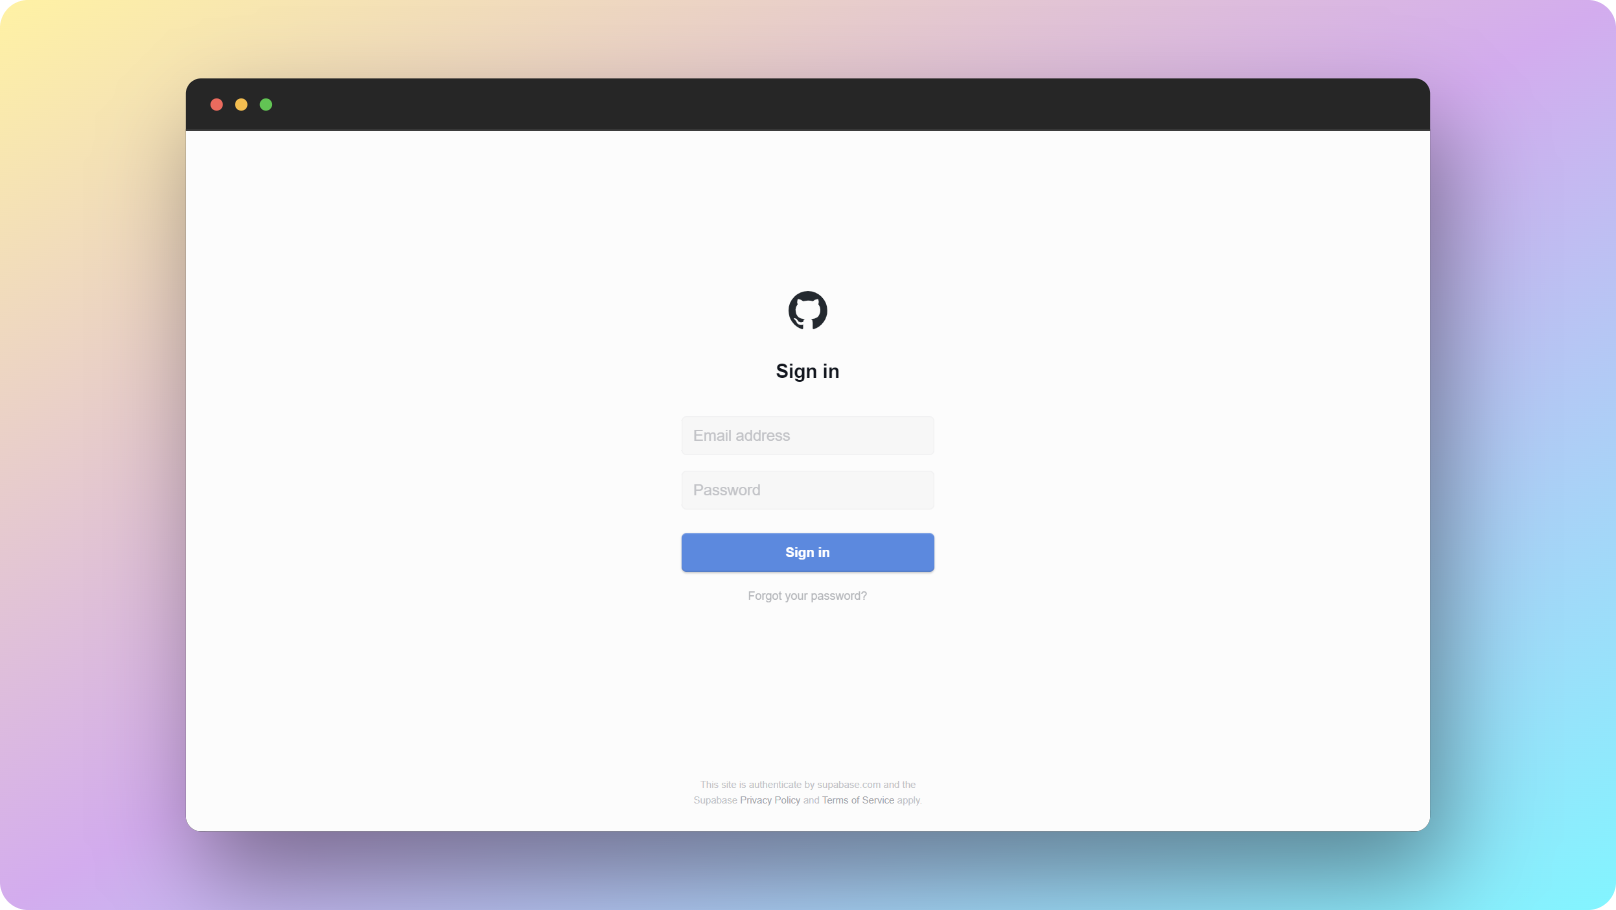 Sign in
Email address
Password
Sign in
Forgot your password?
This site is authenticate by supabase.com and the
Supabase Privacy Policy and Terms of Service apply.